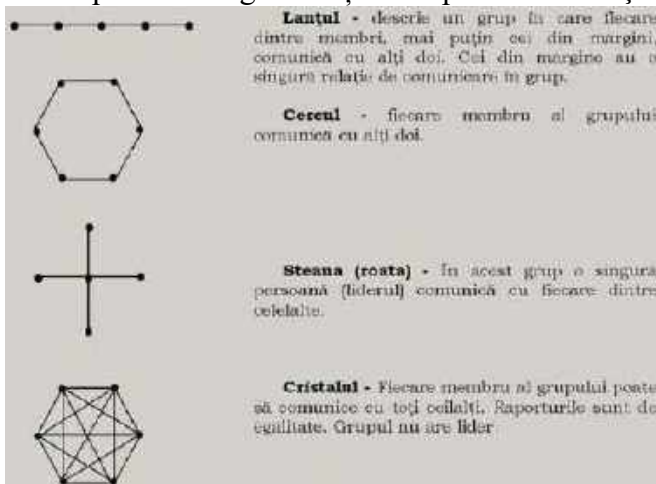 Lanțul - descrie un grup în care fiecare
dintre membri, mai puțin cei din margini,
comunică cu alți doi. Cei din margine au o
singură relație de comunicare în grup.
Cercul - fiecare membru al grupului
comunica cu alți doi.
Steaua (roata) - În acest grup o singură
persoană (liderul) comunică cu fiecare dintre
celelalte.
Cristalul - Fiecare membru al grupului poate
să comunice cu toți ceilalți. Raporturile sunt de
egalitate. Grupul nu are lider